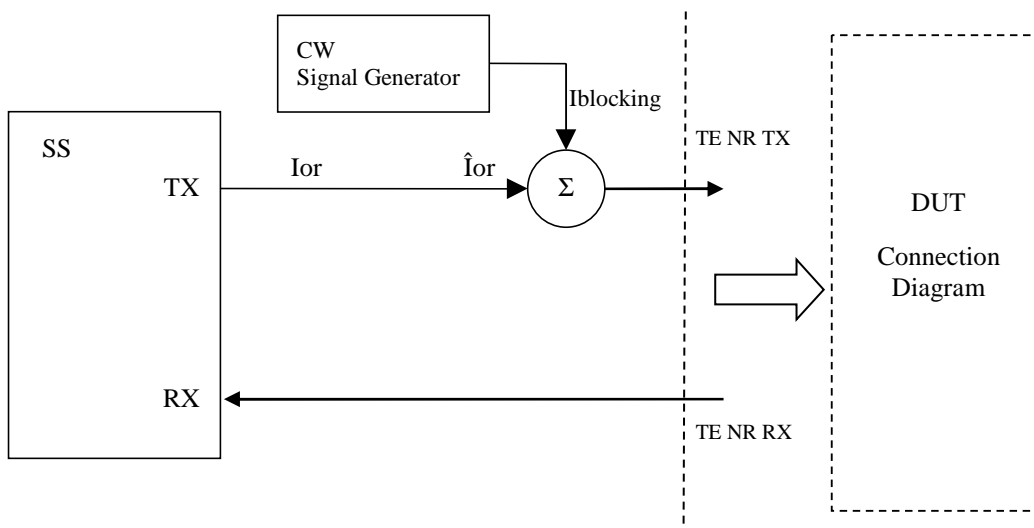 CW
Signal Generator
Iblocking
SS
TE NR TX
Ior
Îor
TX
Σ
DUT
Connection
Diagram
RX
TE NR RX